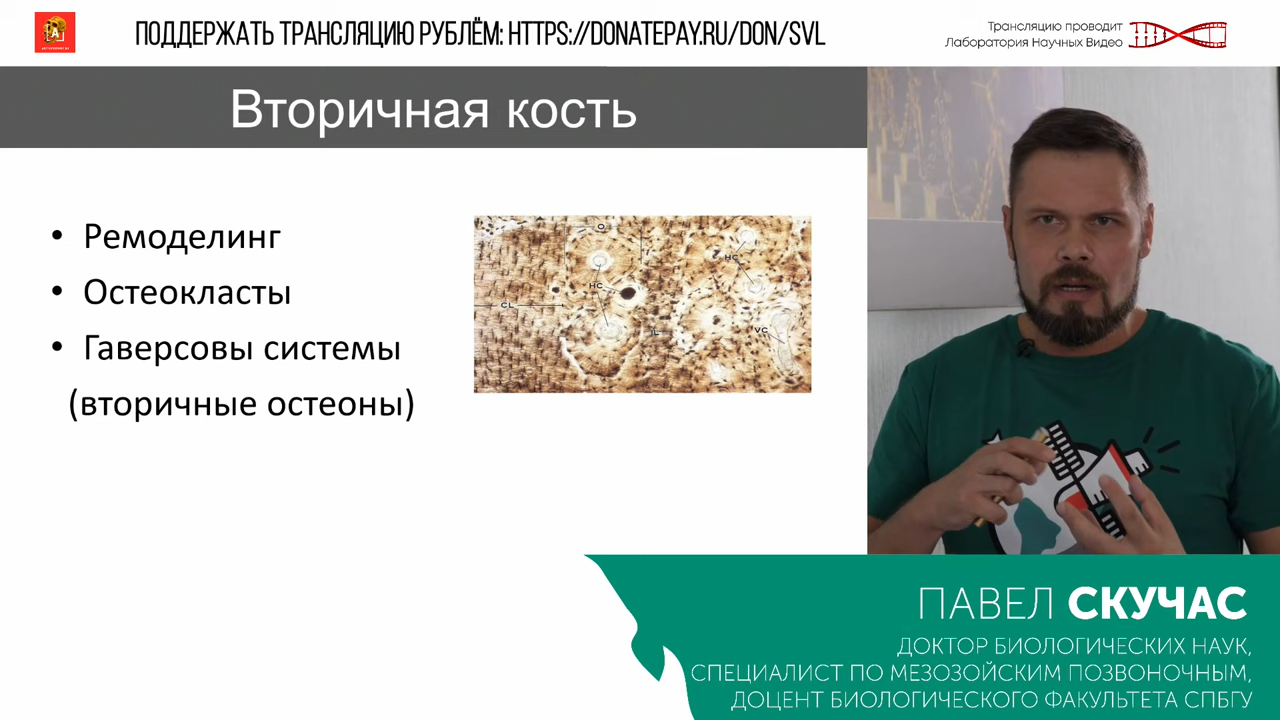 ПОДДЕРЖАТЬ ТРАНСЛЯЦИЮ РУБЛЁМ: HTTPS://DONATEPAY.RU/DON/SVL
Трансляцию проводит
Лаборатория Научных Видео
Вторичная кость
• Ремоделинг
• Остеокласты
• Гаверсовы системы
(вторичные остеоны)
O
HC
HC
CL
IL
VC
ПАВЕЛ СКУЧАС
ДОКТОР БИОЛОГИЧЕСКИХ НАУК,
СПЕЦИАЛИСТ ПО МЕЗОЗОЙСКИМ ПОЗВОНОЧНЫМ,
ДОЦЕНТ БИОЛОГИЧЕСКОГО ФАКУЛЬТЕТА СПБГУ